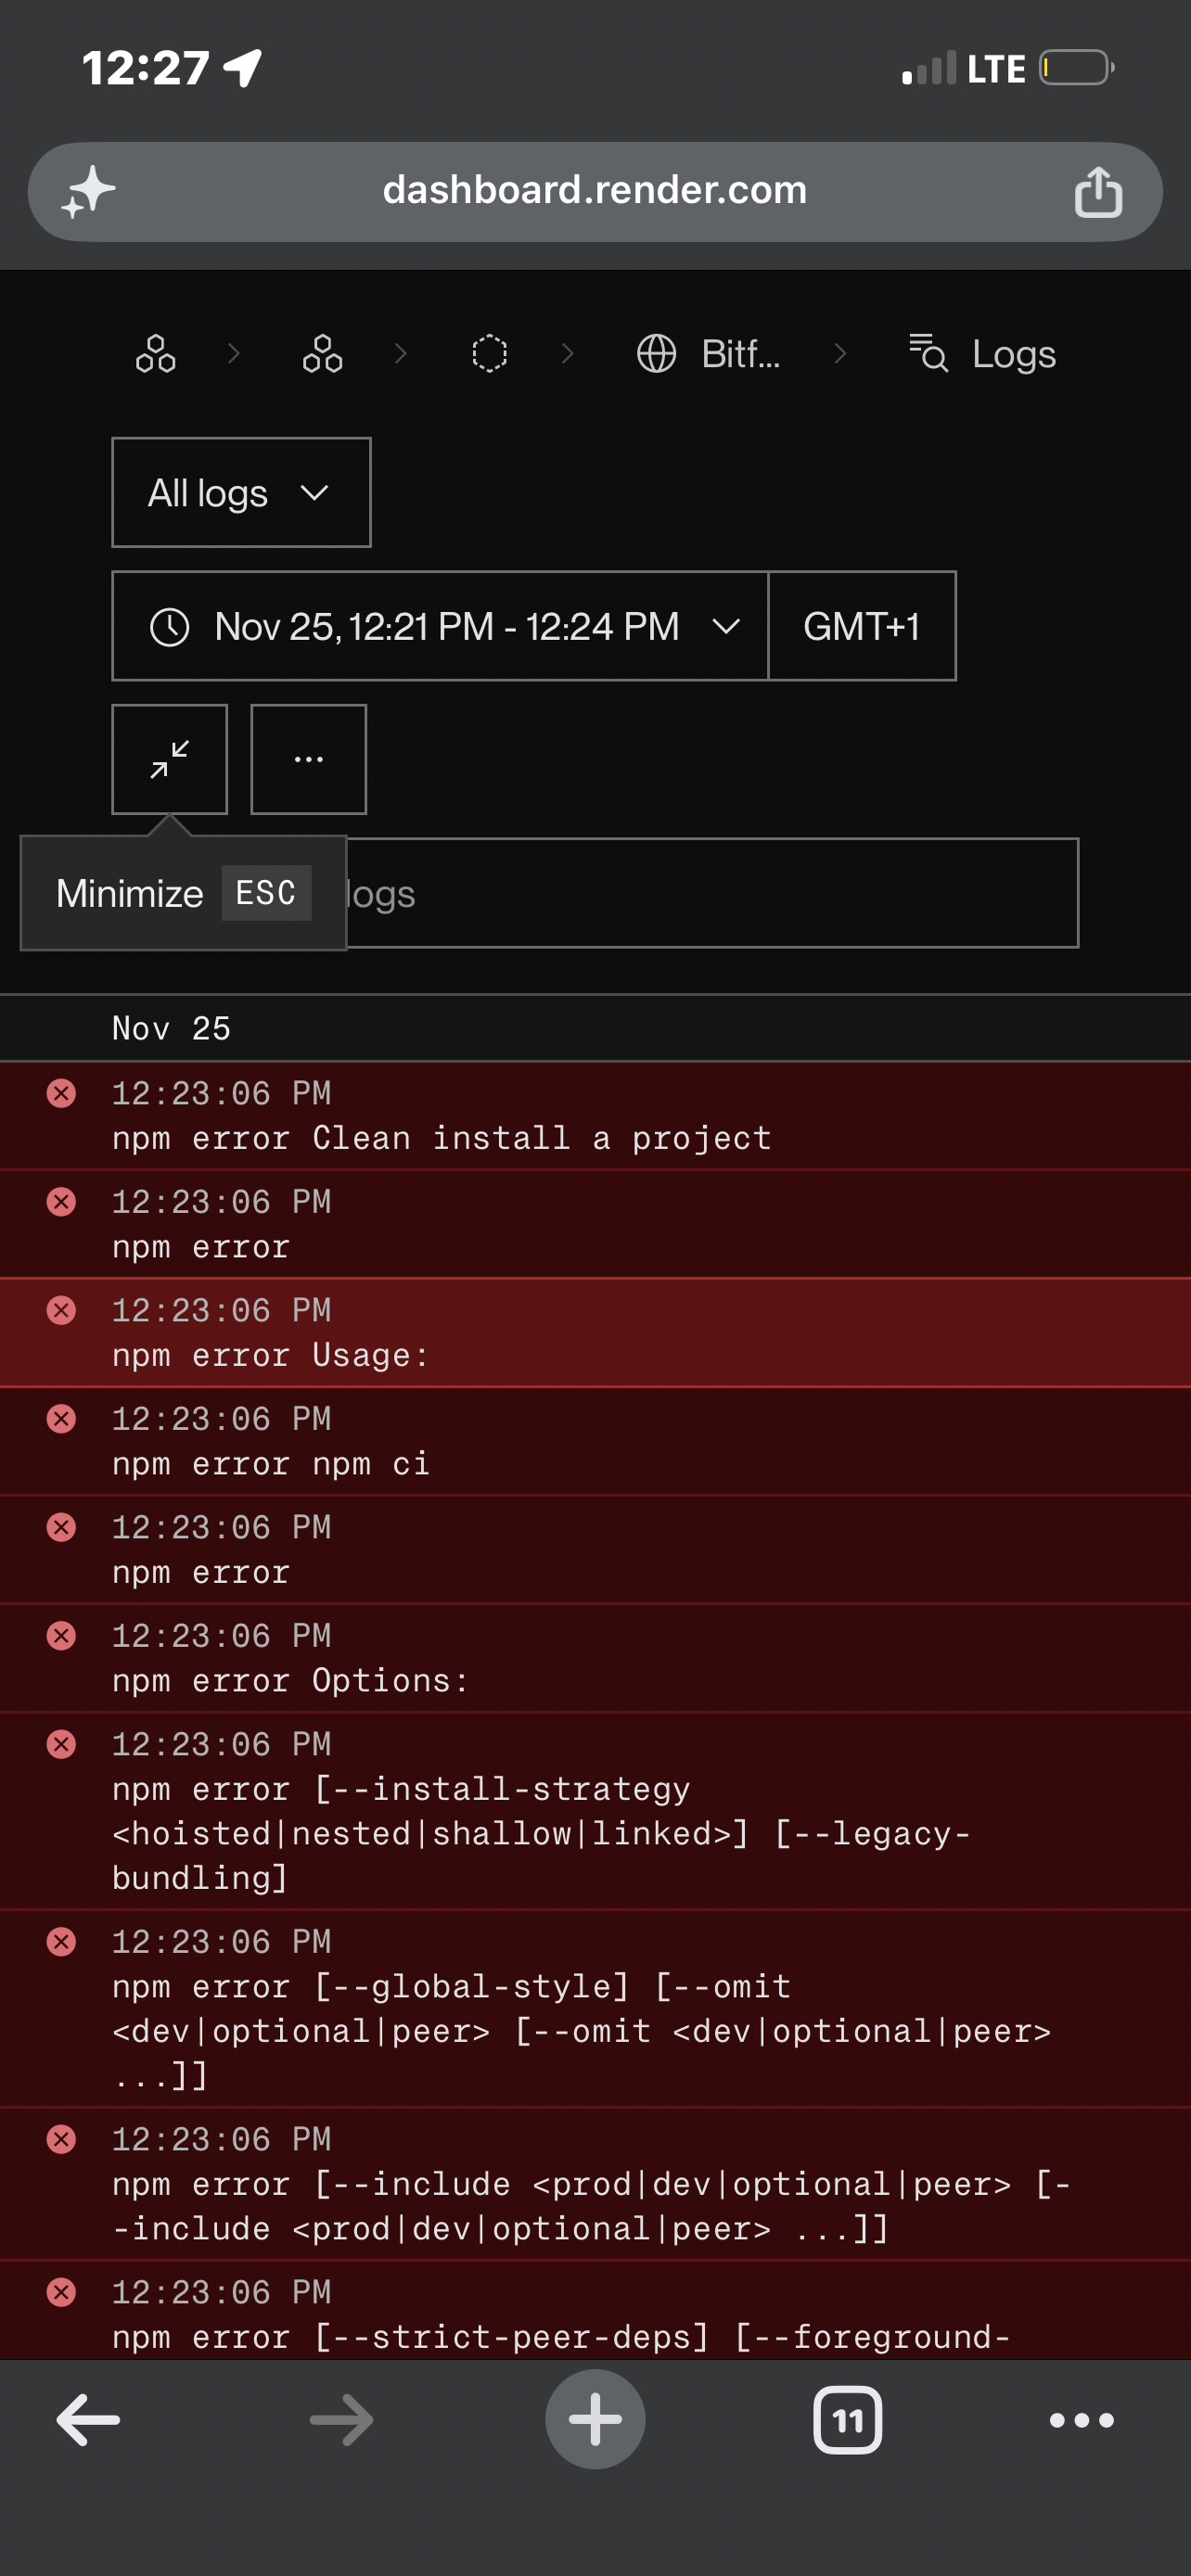 12:27
LTE
dashboard.render.com
Bitf...
Logs
All logs
Nov 25, 12:21 PM - 12:24 PM
GMT+1
...
Minimize ESC
logs
Nov 25
12:23:06 PM
npm error Clean install a project
12:23:06 PM
npm error
12:23:06 PM
npm error Usage:
12:23:06 PM
npm error npm ci
12:23:06 PM
npm error
12:23:06 PM
npm error Options:
12:23:06 PM
npm error [--install-strategy
<hoisted|nested|shallow|linked>] [--legacy-
bundling]
12:23:06 PM
npm error [--global-style] [--omit
<dev|optional|peer> [--omit <dev|optional|peer>
...]]
12:23:06 PM
npm error [--include <prod|dev|optional|peer> [-
-include <prod|dev|optional|peer> ...]]
12:23:06 PM
npm error [--strict-peer-deps] [--foreground-
11